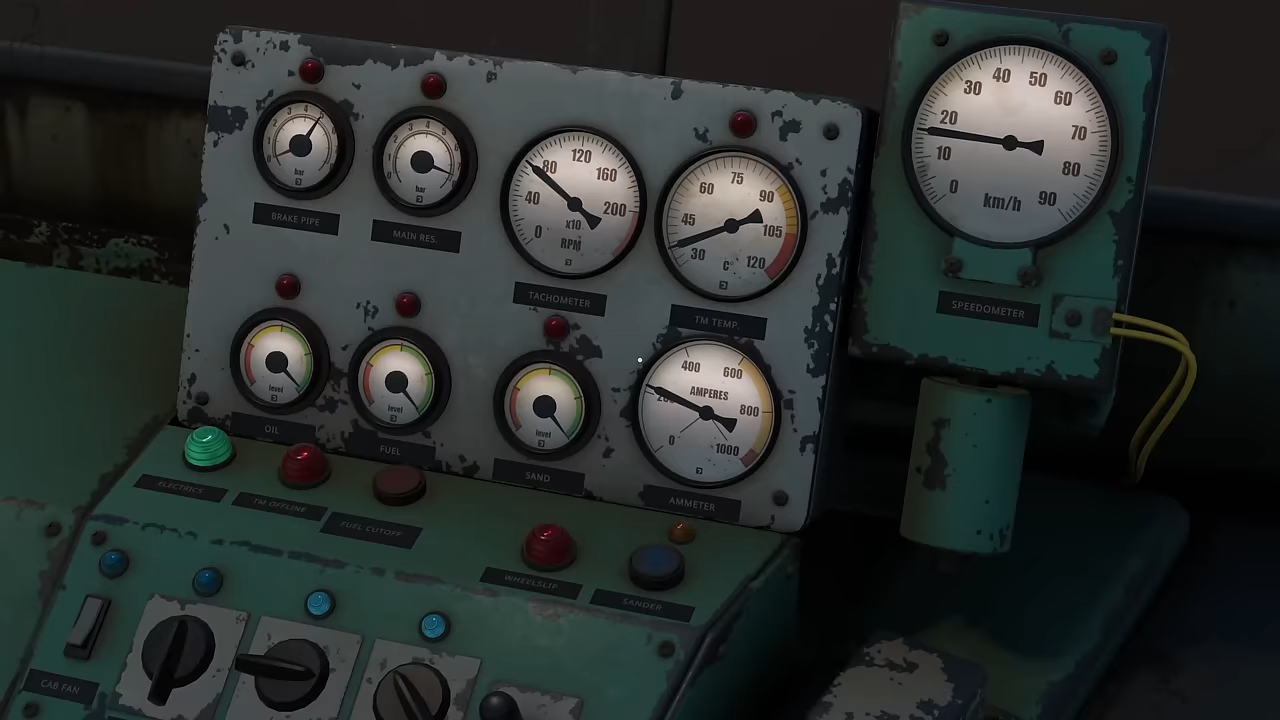 bar
BRAKE PIPE
bar
MAIN RES.
0
40
80
120
160
200
x10
RPM
TACHOMETER
30
45
60
75
90
105
120
C°
TM TEMP.
0
10
20
30
40
50
60
70
80
90
km/h
SPEEDOMETER
level
OIL
level
FUEL
level
SAND
0
400
600
800
1000
AMPERES
AMMETER
ELECTRICS
TM OFFLINE
FUEL CUTOFF
WHEELSLIP
SANDER
CAB FAN